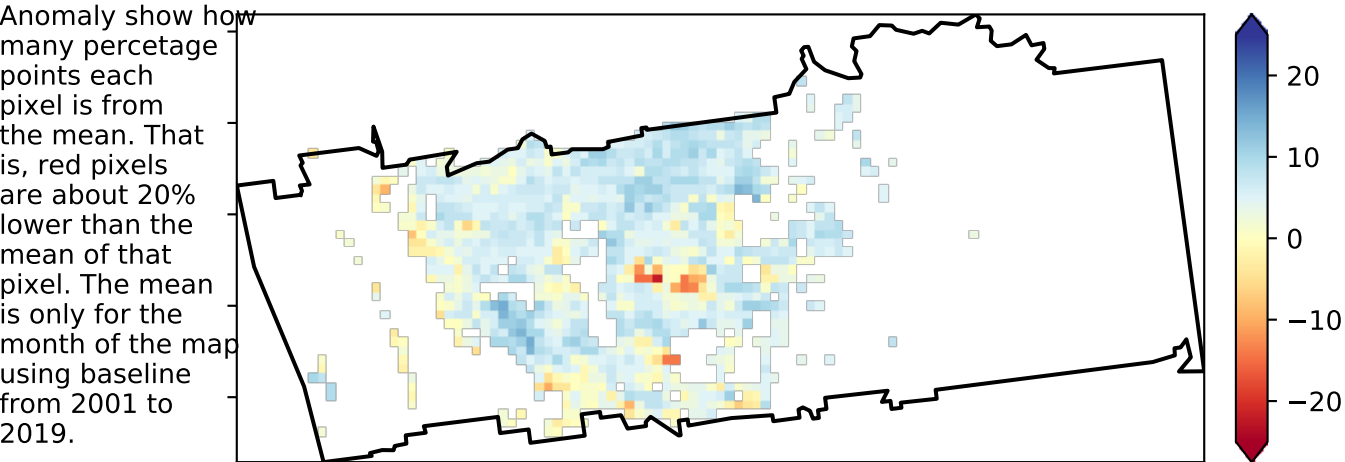 Anomaly show how
many percetage
points each
pixel is from
the mean. That
is, red pixels
are about 20%
lower than the
mean of that
pixel. The mean
is only for the
month of the map
using baseline
from 2001 to
2019.
20
10
0
−10
−20